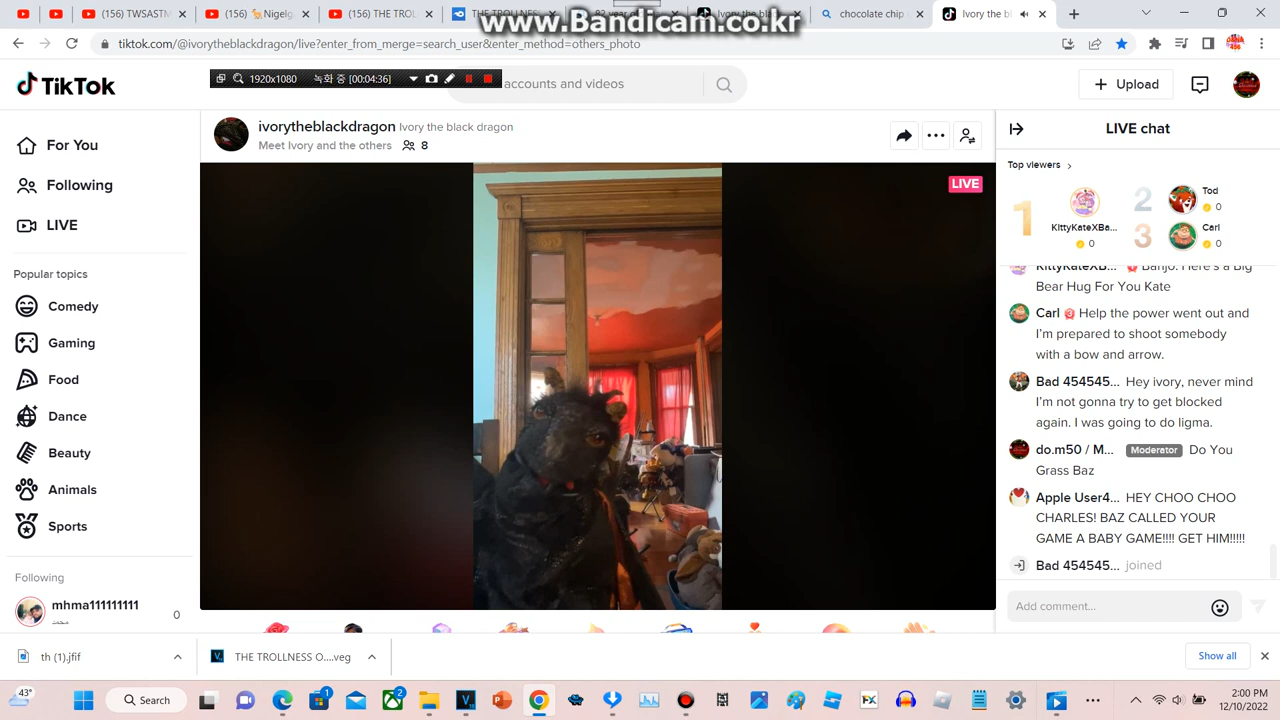 (156) TWSASTM
(156) 🐪Nigelg
(156) THE TROL
THE TROLLNES
82 year o
Ivory the bl
chocolate chip
Ivory the b
www.Bandicam.co.kr
tiktok.com/@ivorytheblackdragon/live?enter_from_merge=search_user&enter_method=others_photo
TikTok
1920x1080 녹화 중 [00:04:36]
accounts and videos
Upload
For You
Following
LIVE
Popular topics
Comedy
Gaming
Food
Dance
Beauty
Animals
Sports
Following
mhma111111111
محمد
0
ivorytheblackdragon Ivory the black dragon
Meet Ivory and the others 8
LIVE
LIVE chat
Top viewers
1
KittyKateXBa...
0
2
Tod
0
3
Carl
0
KittyKateXB... Banjo: Here's a Big
Bear Hug For You Kate
Carl Help the power went out and
I'm prepared to shoot somebody
with a bow and arrow.
Bad 454545... Hey ivory, never mind
I'm not gonna try to get blocked
again. I was going to do ligma.
do.m50 / M... Moderator Do You
Grass Baz
Apple User4... HEY CHOO CHOO
CHARLES! BAZ CALLED YOUR
GAME A BABY GAME!!!! GET HIM!!!!!
Bad 454545... joined
Add comment...
th (1).jfif
THE TROLLNESS O....veg
Show all
43°
Search
1
2
2:00 PM
12/10/2022